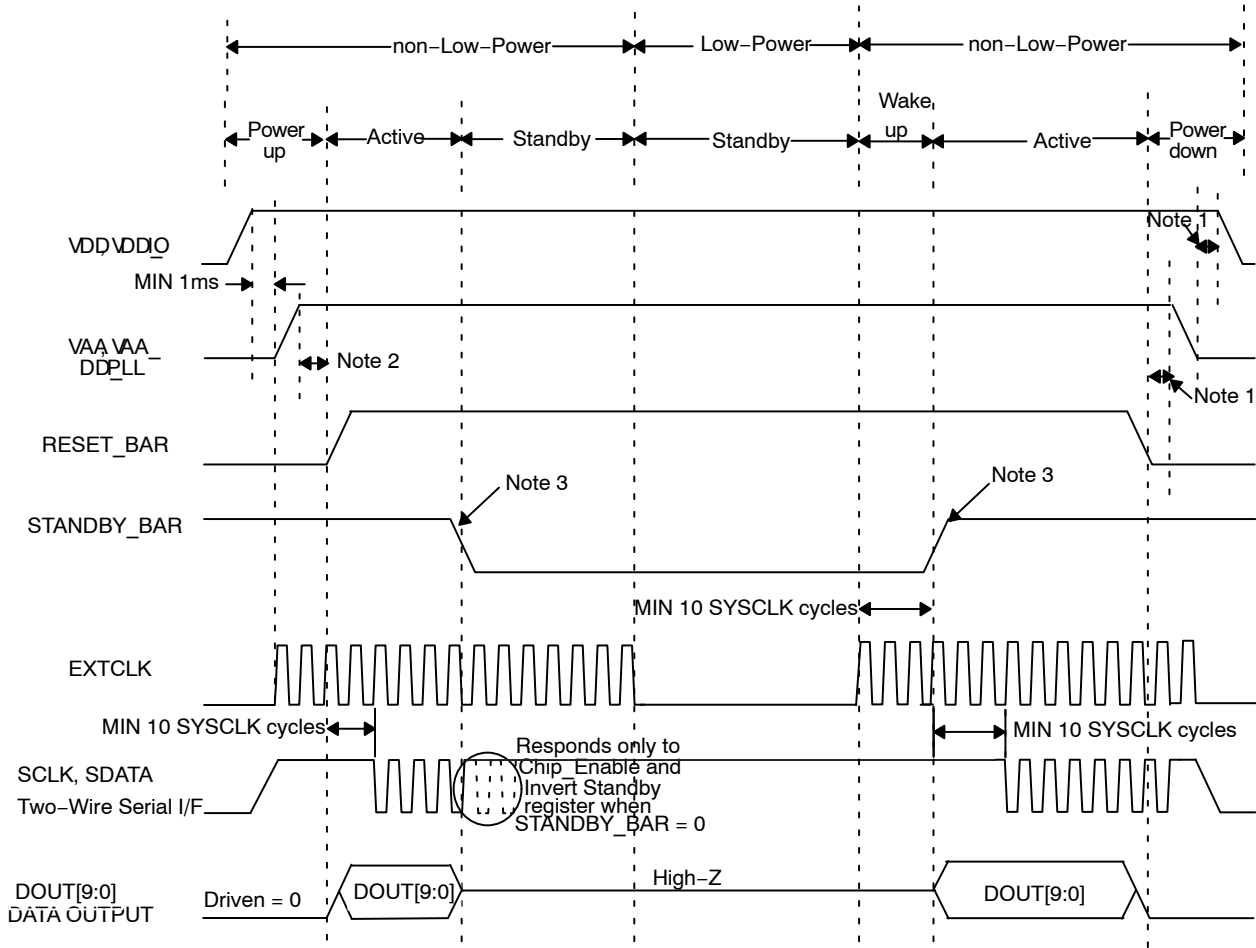 non−Low−Power
Low−Power
non−Low−Power
Power
up
Active
Standby
Standby
Wake
up
Active
Power
down
VDD, VDDIO
Note 1
MIN 1ms
VAA, VAA_
DDPLL
Note 2
Note 1
RESET_BAR
Note 3
Note 3
STANDBY_BAR
MIN 10 SYSCLK cycles
EXTCLK
MIN 10 SYSCLK cycles
MIN 10 SYSCLK cycles
SCLK, SDATA
Two−Wire Serial I/F
Responds only to
Chip_Enable and
Invert Standby
register when
STANDBY_BAR = 0
DOUT[9:0]
DATA OUTPUT
Driven = 0
DOUT[9:0]
High−Z
DOUT[9:0]